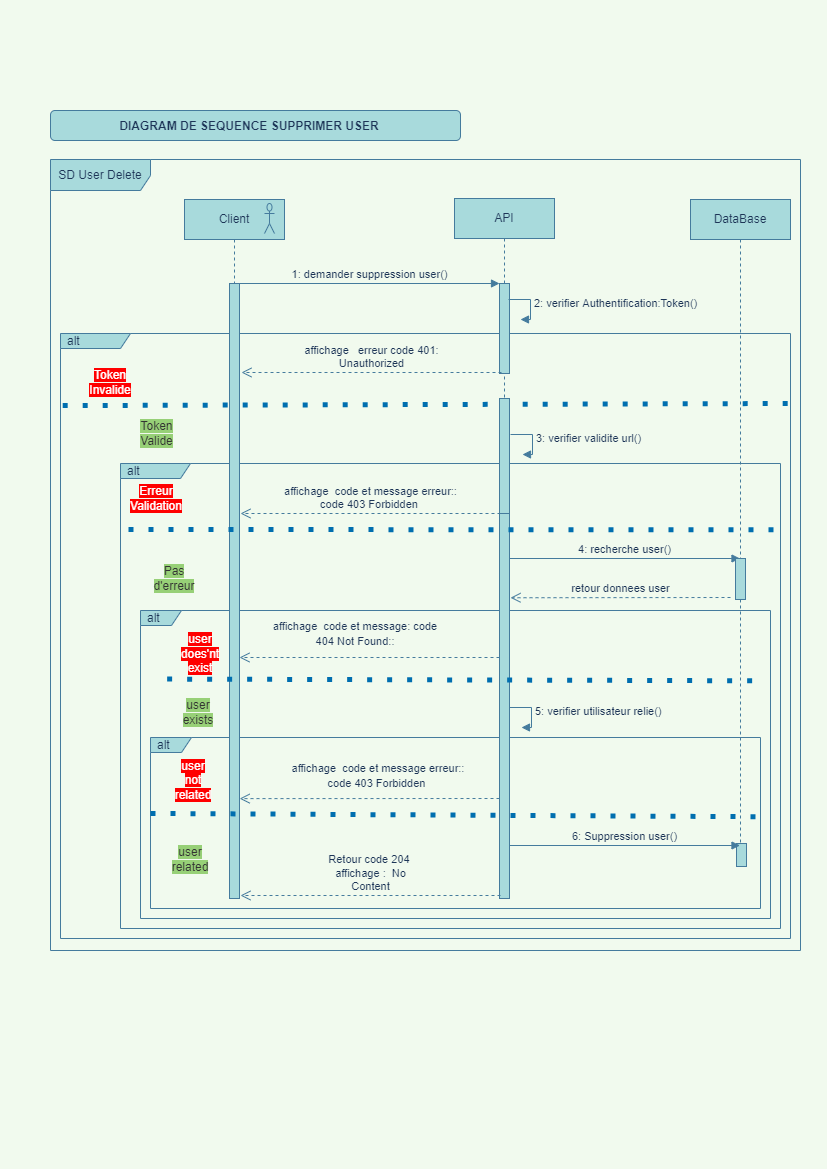 DIAGRAM DE SEQUENCE SUPPRIMER USER
SD User Delete
Client
API
DataBase
1: demander suppression user()
2: verifier Authentification:Token()
alt
affichage erreur code 401:
Unauthorized
Token
Invalide
Token
Valide
3: verifier validite url()
alt
Erreur
Validation
affichage code et message erreur::
code 403 Forbidden
4: recherche user()
Pas
d'erreur
retour donnees user
alt
affichage code et message: code
404 Not Found::
user
does'nt
exist
user
exists
5: verifier utilisateur relie()
alt
user
not
related
affichage code et message erreur::
code 403 Forbidden
6: Suppression user()
user
related
Retour code 204
affichage : No
Content